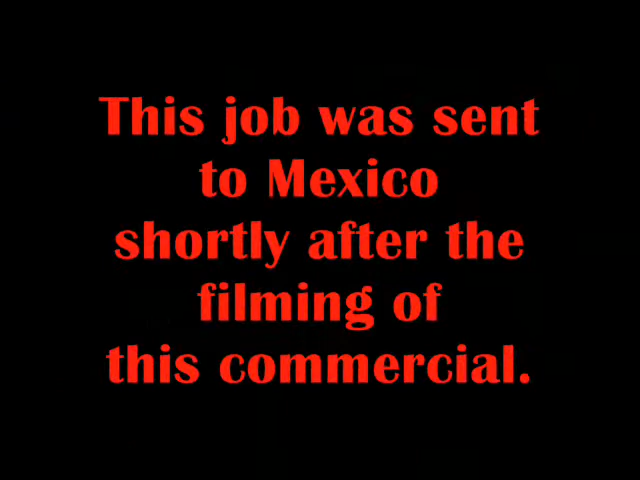 This job was sent
to Mexico
shortly after the
filming of
this commercial.